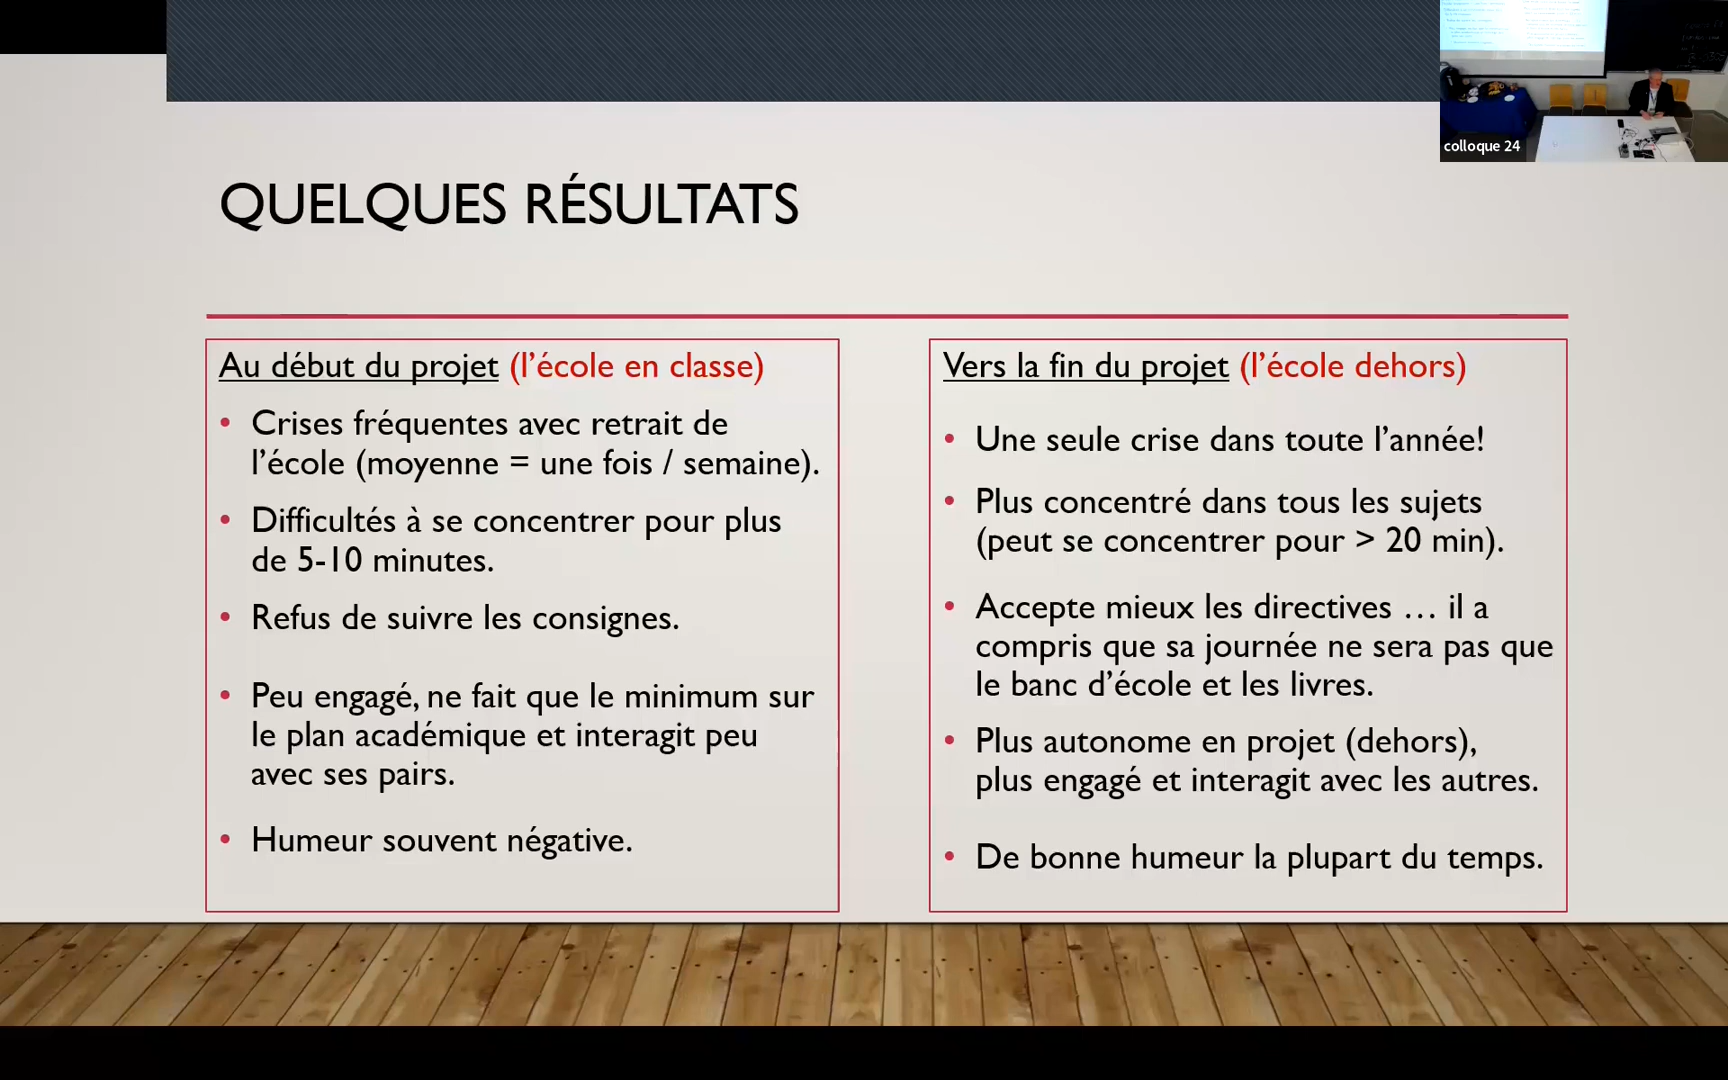 colloque 24
QUELQUES RÉSULTATS
Au début du projet (l'école en classe)
• Crises fréquentes avec retrait de
l'école (moyenne = une fois / semaine).
• Difficultés à se concentrer pour plus
de 5-10 minutes.
• Refus de suivre les consignes.
• Peu engagé, ne fait que le minimum sur
le plan académique et interagit peu
avec ses pairs.
• Humeur souvent négative.
Vers la fin du projet (l'école dehors)
• Une seule crise dans toute l'année!
• Plus concentré dans tous les sujets
(peut se concentrer pour > 20 min).
• Accepte mieux les directives … il a
compris que sa journée ne sera pas que
le banc d'école et les livres.
• Plus autonome en projet (dehors),
plus engagé et interagit avec les autres.
• De bonne humeur la plupart du temps.